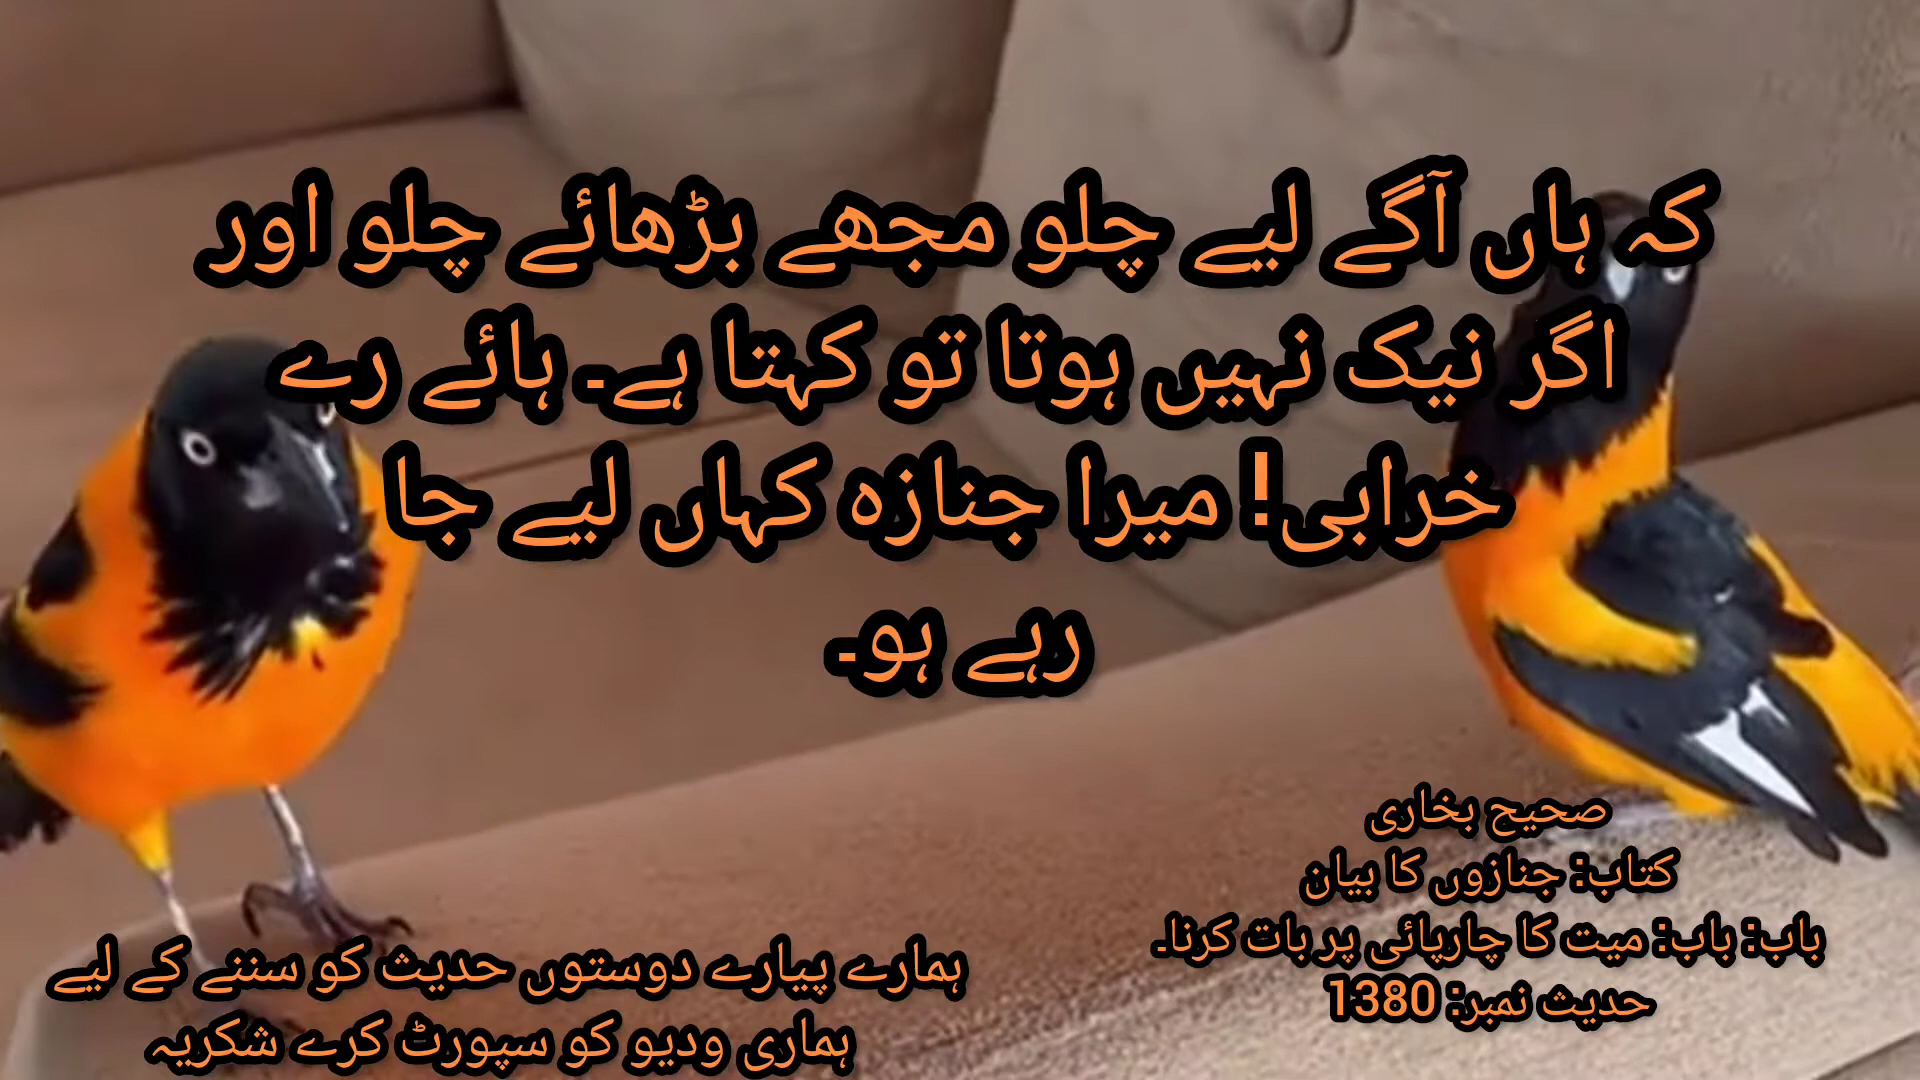 کہ ہاں آگے لیے چلو مجھے بڑھائے چلو اور
اگر نیک نہیں ہوتا تو کہتا ہے۔ ہائے رے
خرابی! میرا جنازہ کہاں لیے جا
رہے ہو۔
صحیح بخاری
کتاب: جنازوں کا بیان
باب: باب: میت کا چارپائی پر بات کرنا۔
حدیث نمبر: 1380
ہمارے پیارے دوستوں حدیث کو سننے کے لیے
ہماری ودیو کو سپورٹ کرے شکریہ